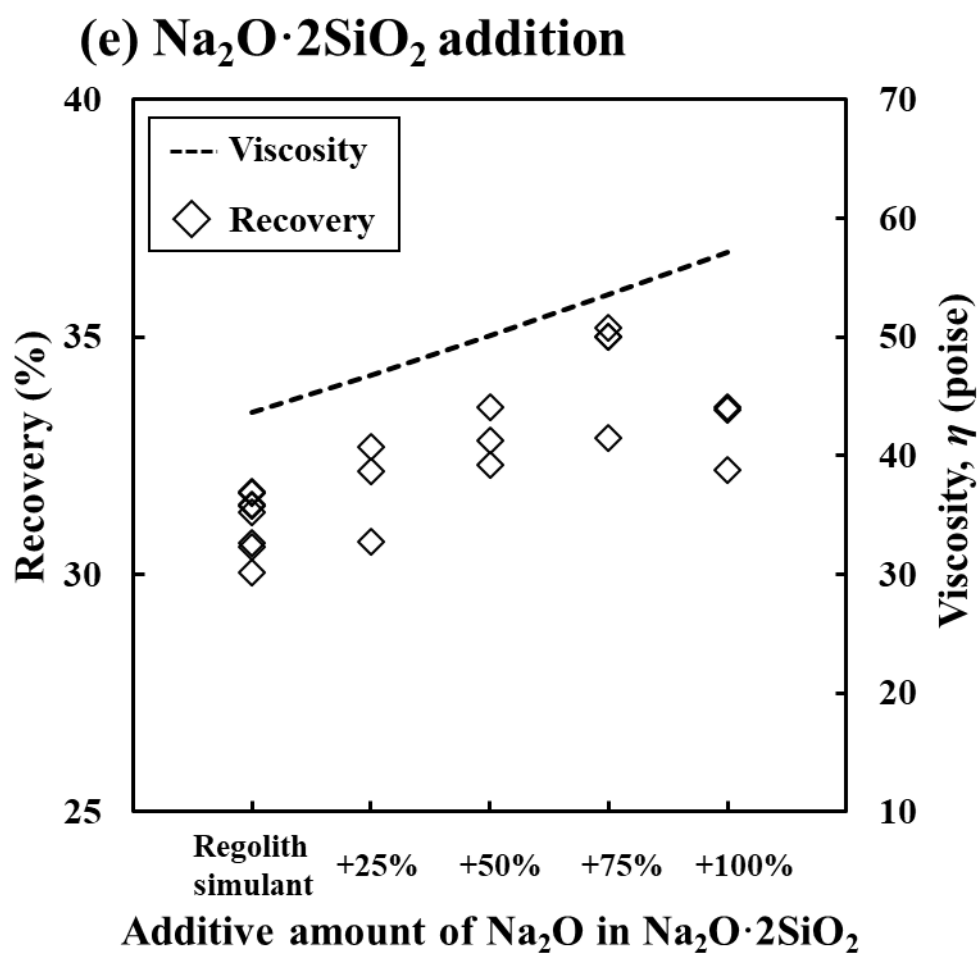 (e) Na₂O·2SiO₂ addition
40
35
30
25
Recovery (%)
Viscosity
Recovery
70
60
50
40
30
20
10
Viscosity, η (poise)
Regolith
simulant
+25%
+50%
+75%
+100%
Additive amount of Na₂O in Na₂O·2SiO₂